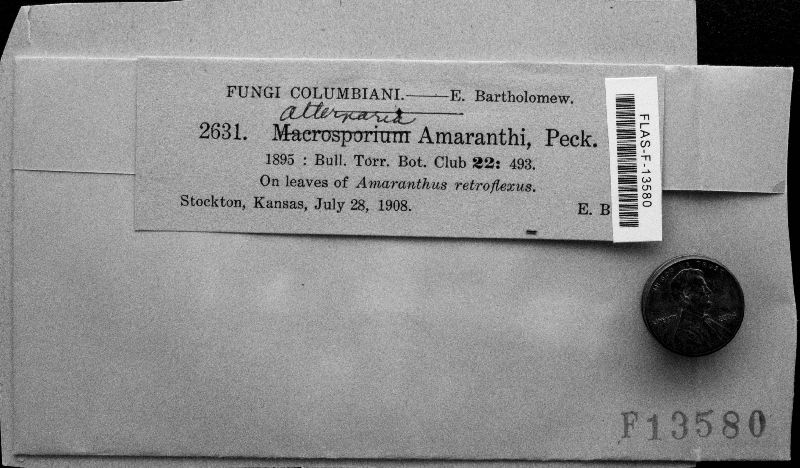 FUNGI COLUMBIANI.—E. Bartholomew.
alternaria
2631. Macrosporium Amaranthi, Peck.
1895 : Bull. Torr. Bot. Club 22: 493.
On leaves of Amaranthus retroflexus.
Stockton, Kansas, July 28, 1908.
E. B
FLAS-F-13580
F13580